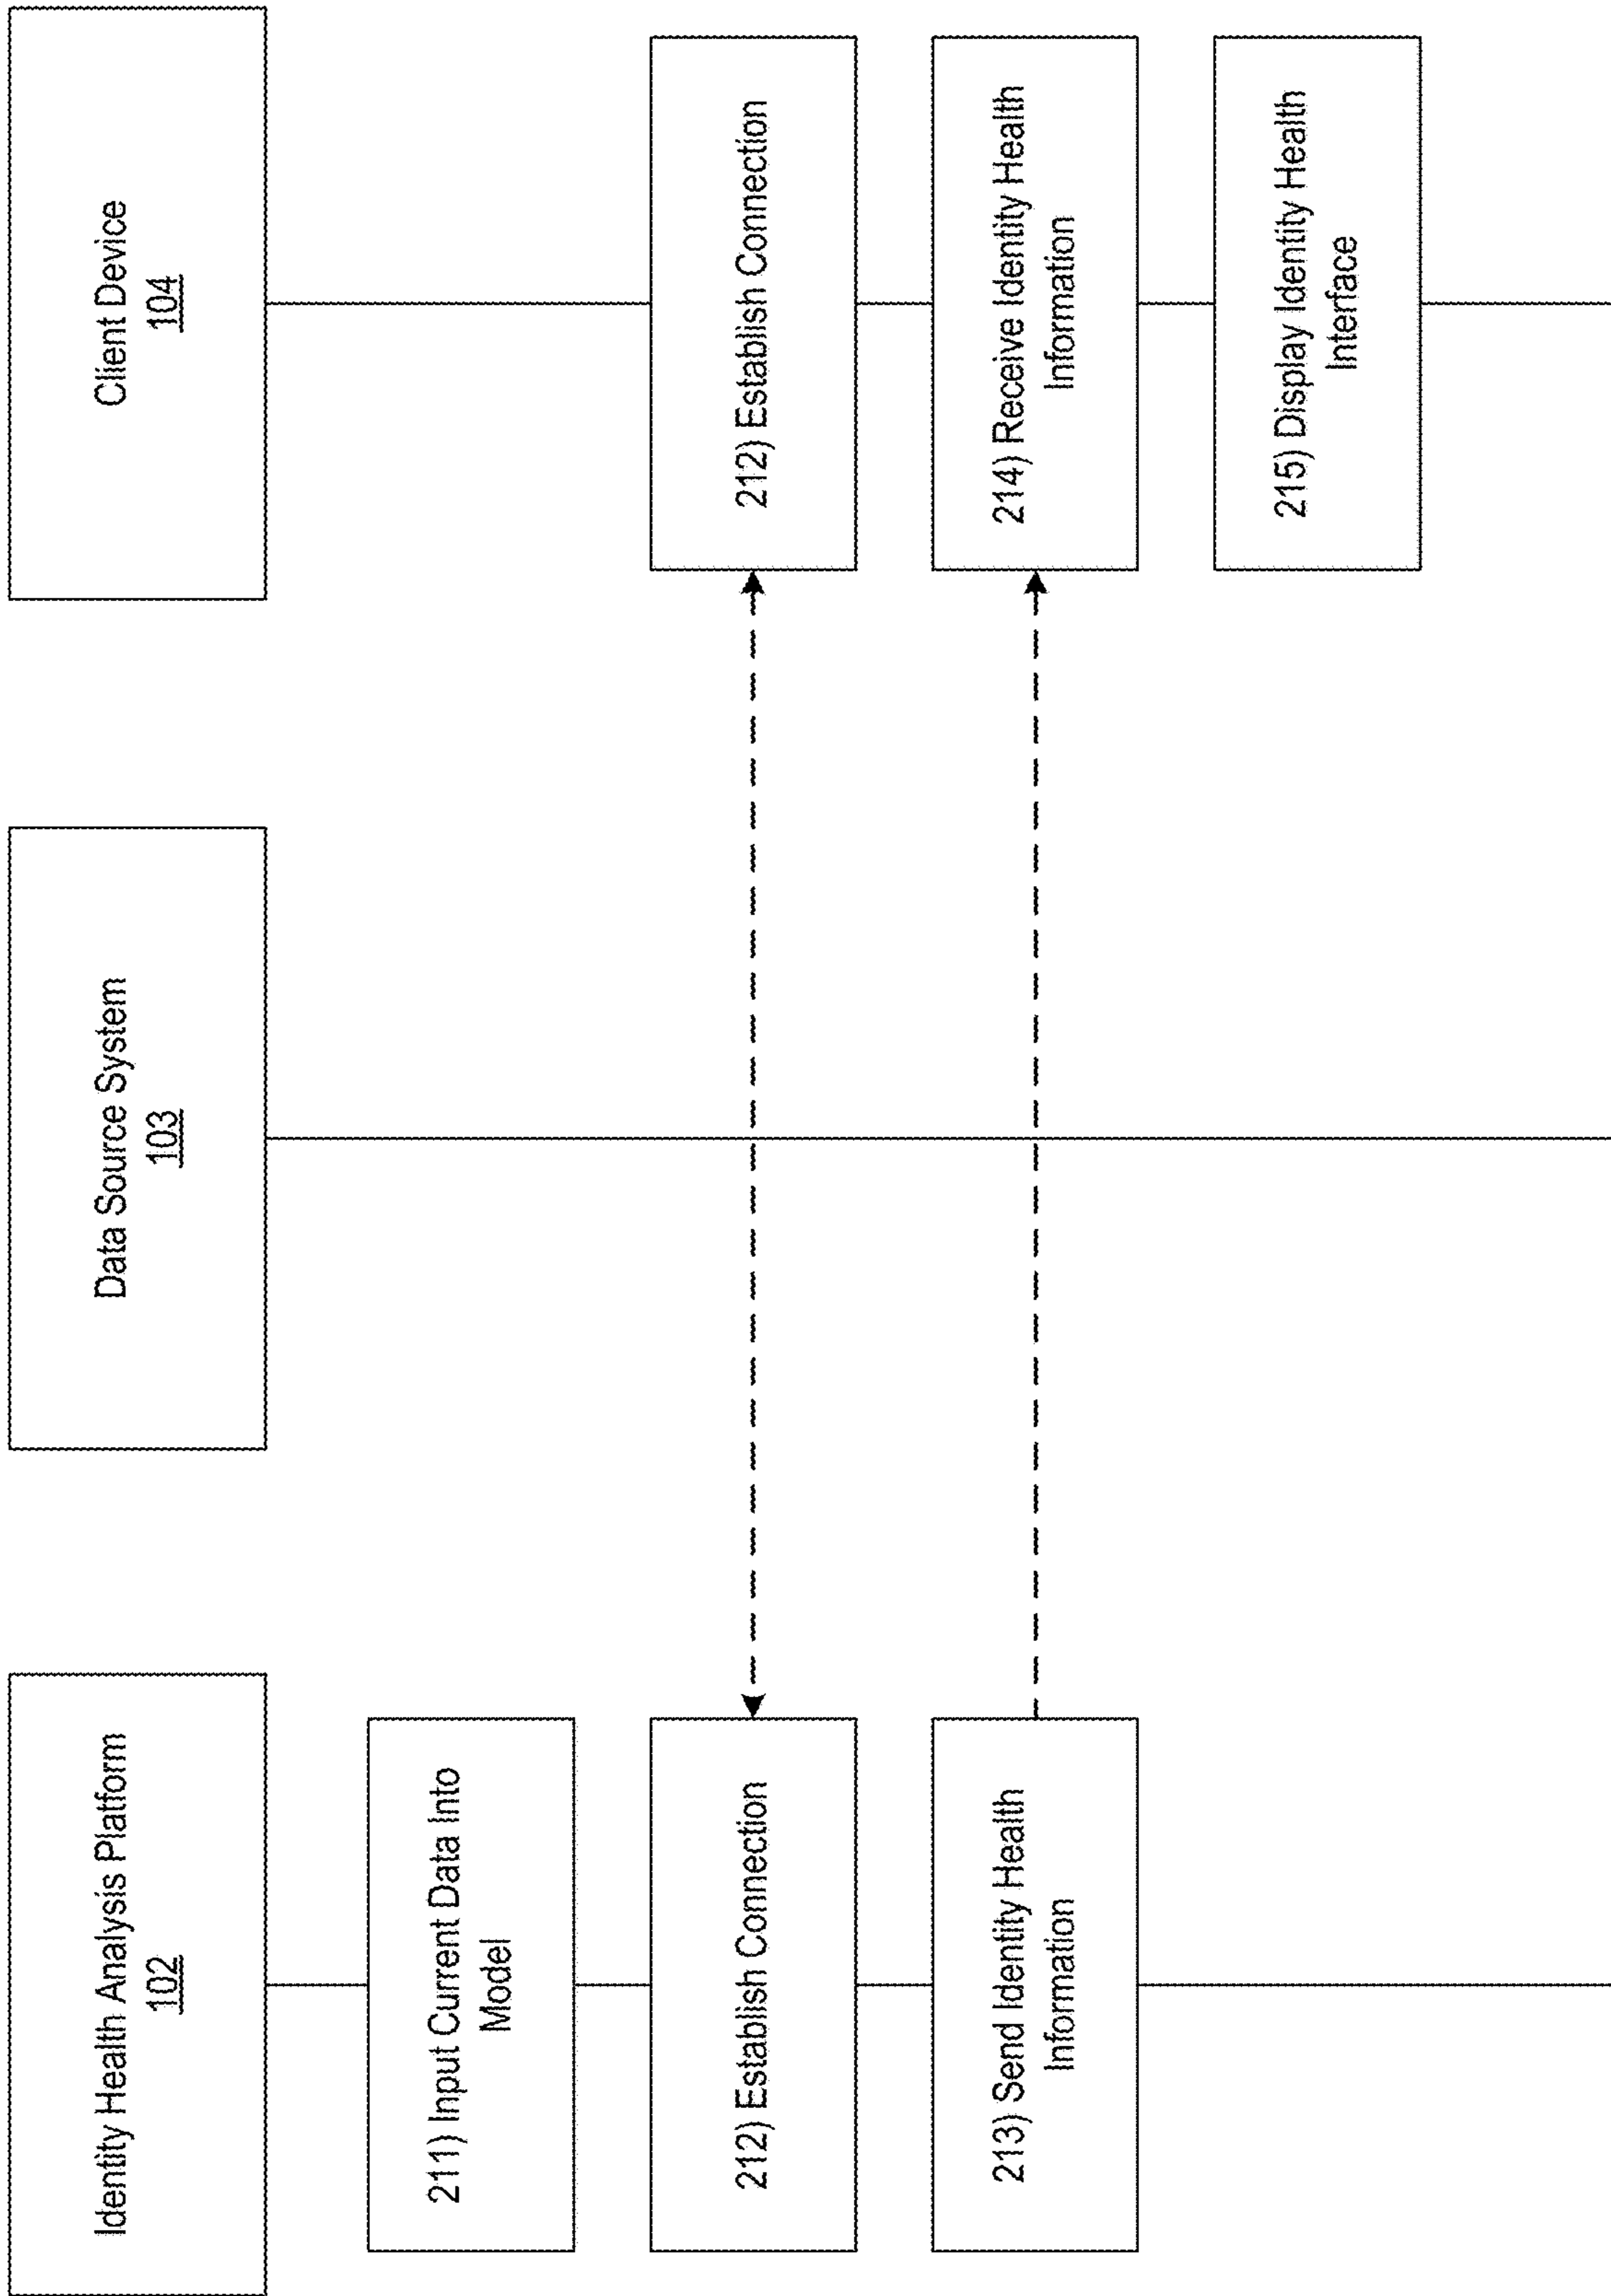 Identity Health Analysis Platform
102
Data Source System
103
Client Device
104
211) Input Current Data Into
Model
212) Establish Connection
212) Establish Connection
213) Send Identity Health
Information
214) Receive Identity Health
Information
215) Display Identity Health
Interface